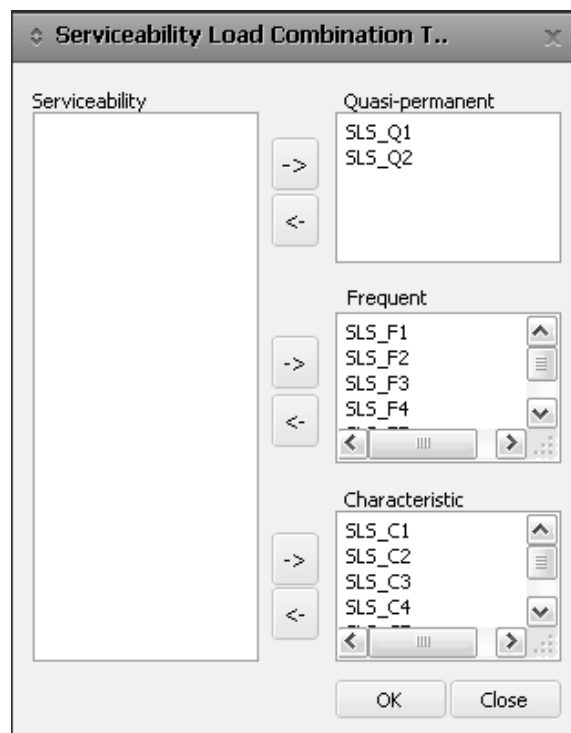 Serviceability Load Combination T..
Serviceability
Quasi-permanent
SLS_Q1
SLS_Q2
->
<-
Frequent
SLS_F1
SLS_F2
SLS_F3
SLS_F4
->
<-
Characteristic
SLS_C1
SLS_C2
SLS_C3
SLS_C4
->
<-
OK
Close